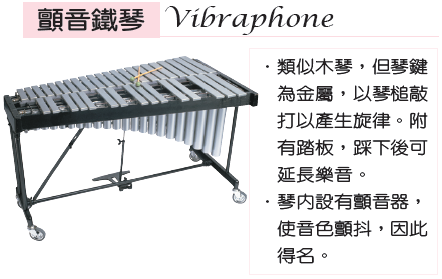 顫音鐵琴 Vibraphone
·類似木琴，但琴鍵
為金屬，以琴槌敲
打以產生旋律。附
有踏板，踩下後可
延長樂音。
·琴內設有顫音器，
使音色顫抖，因此
得名。